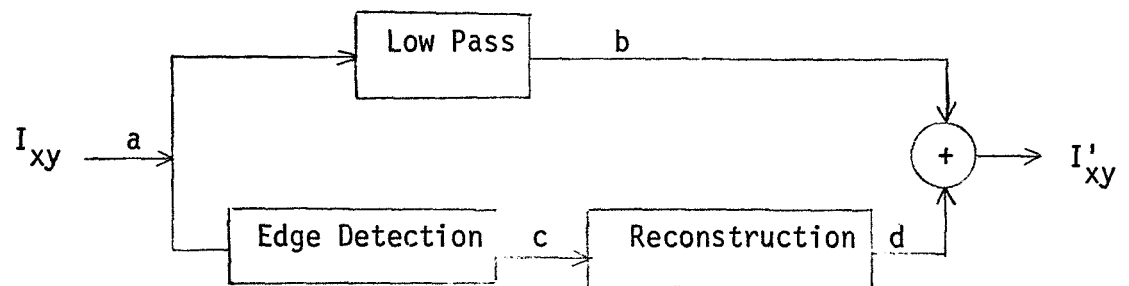 Low Pass
b
I_xy
a
+
I'_xy
Edge Detection
c
Reconstruction
d